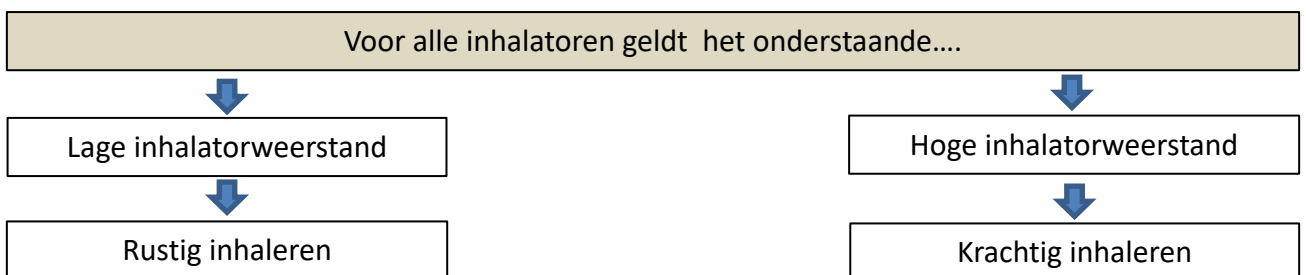 Voor alle inhalatoren geldt  het onderstaande….
Lage inhalatorweerstand
Hoge inhalatorweerstand
Rustig inhaleren
Krachtig inhaleren